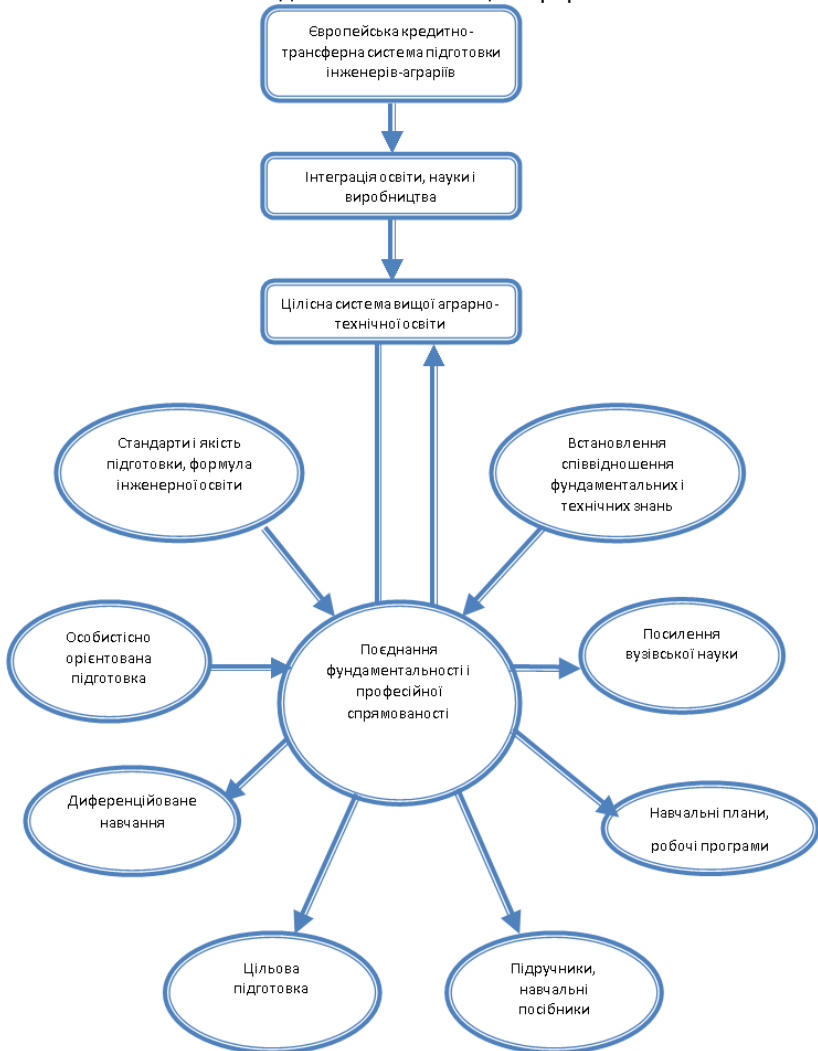 Європейська кредитно-
трансферна система підготовки
інженерів-аграріїв
Інтеграція освіти, науки і
виробництва
Цілісна система вищої аграрно-
технічної освіти
Стандарти і якість
підготовки, формула
інженерної освіти
Встановлення
співвідношення
фундаментальних і
технічних знань
Особистісно
орієнтована
підготовка
Поєднання
фундаментальності і
професійної
спрямованості
Посилення
вузівської науки
Диференційоване
навчання
Навчальні плани,
робочі програми
Цільова
підготовка
Підручники,
навчальні
посібники